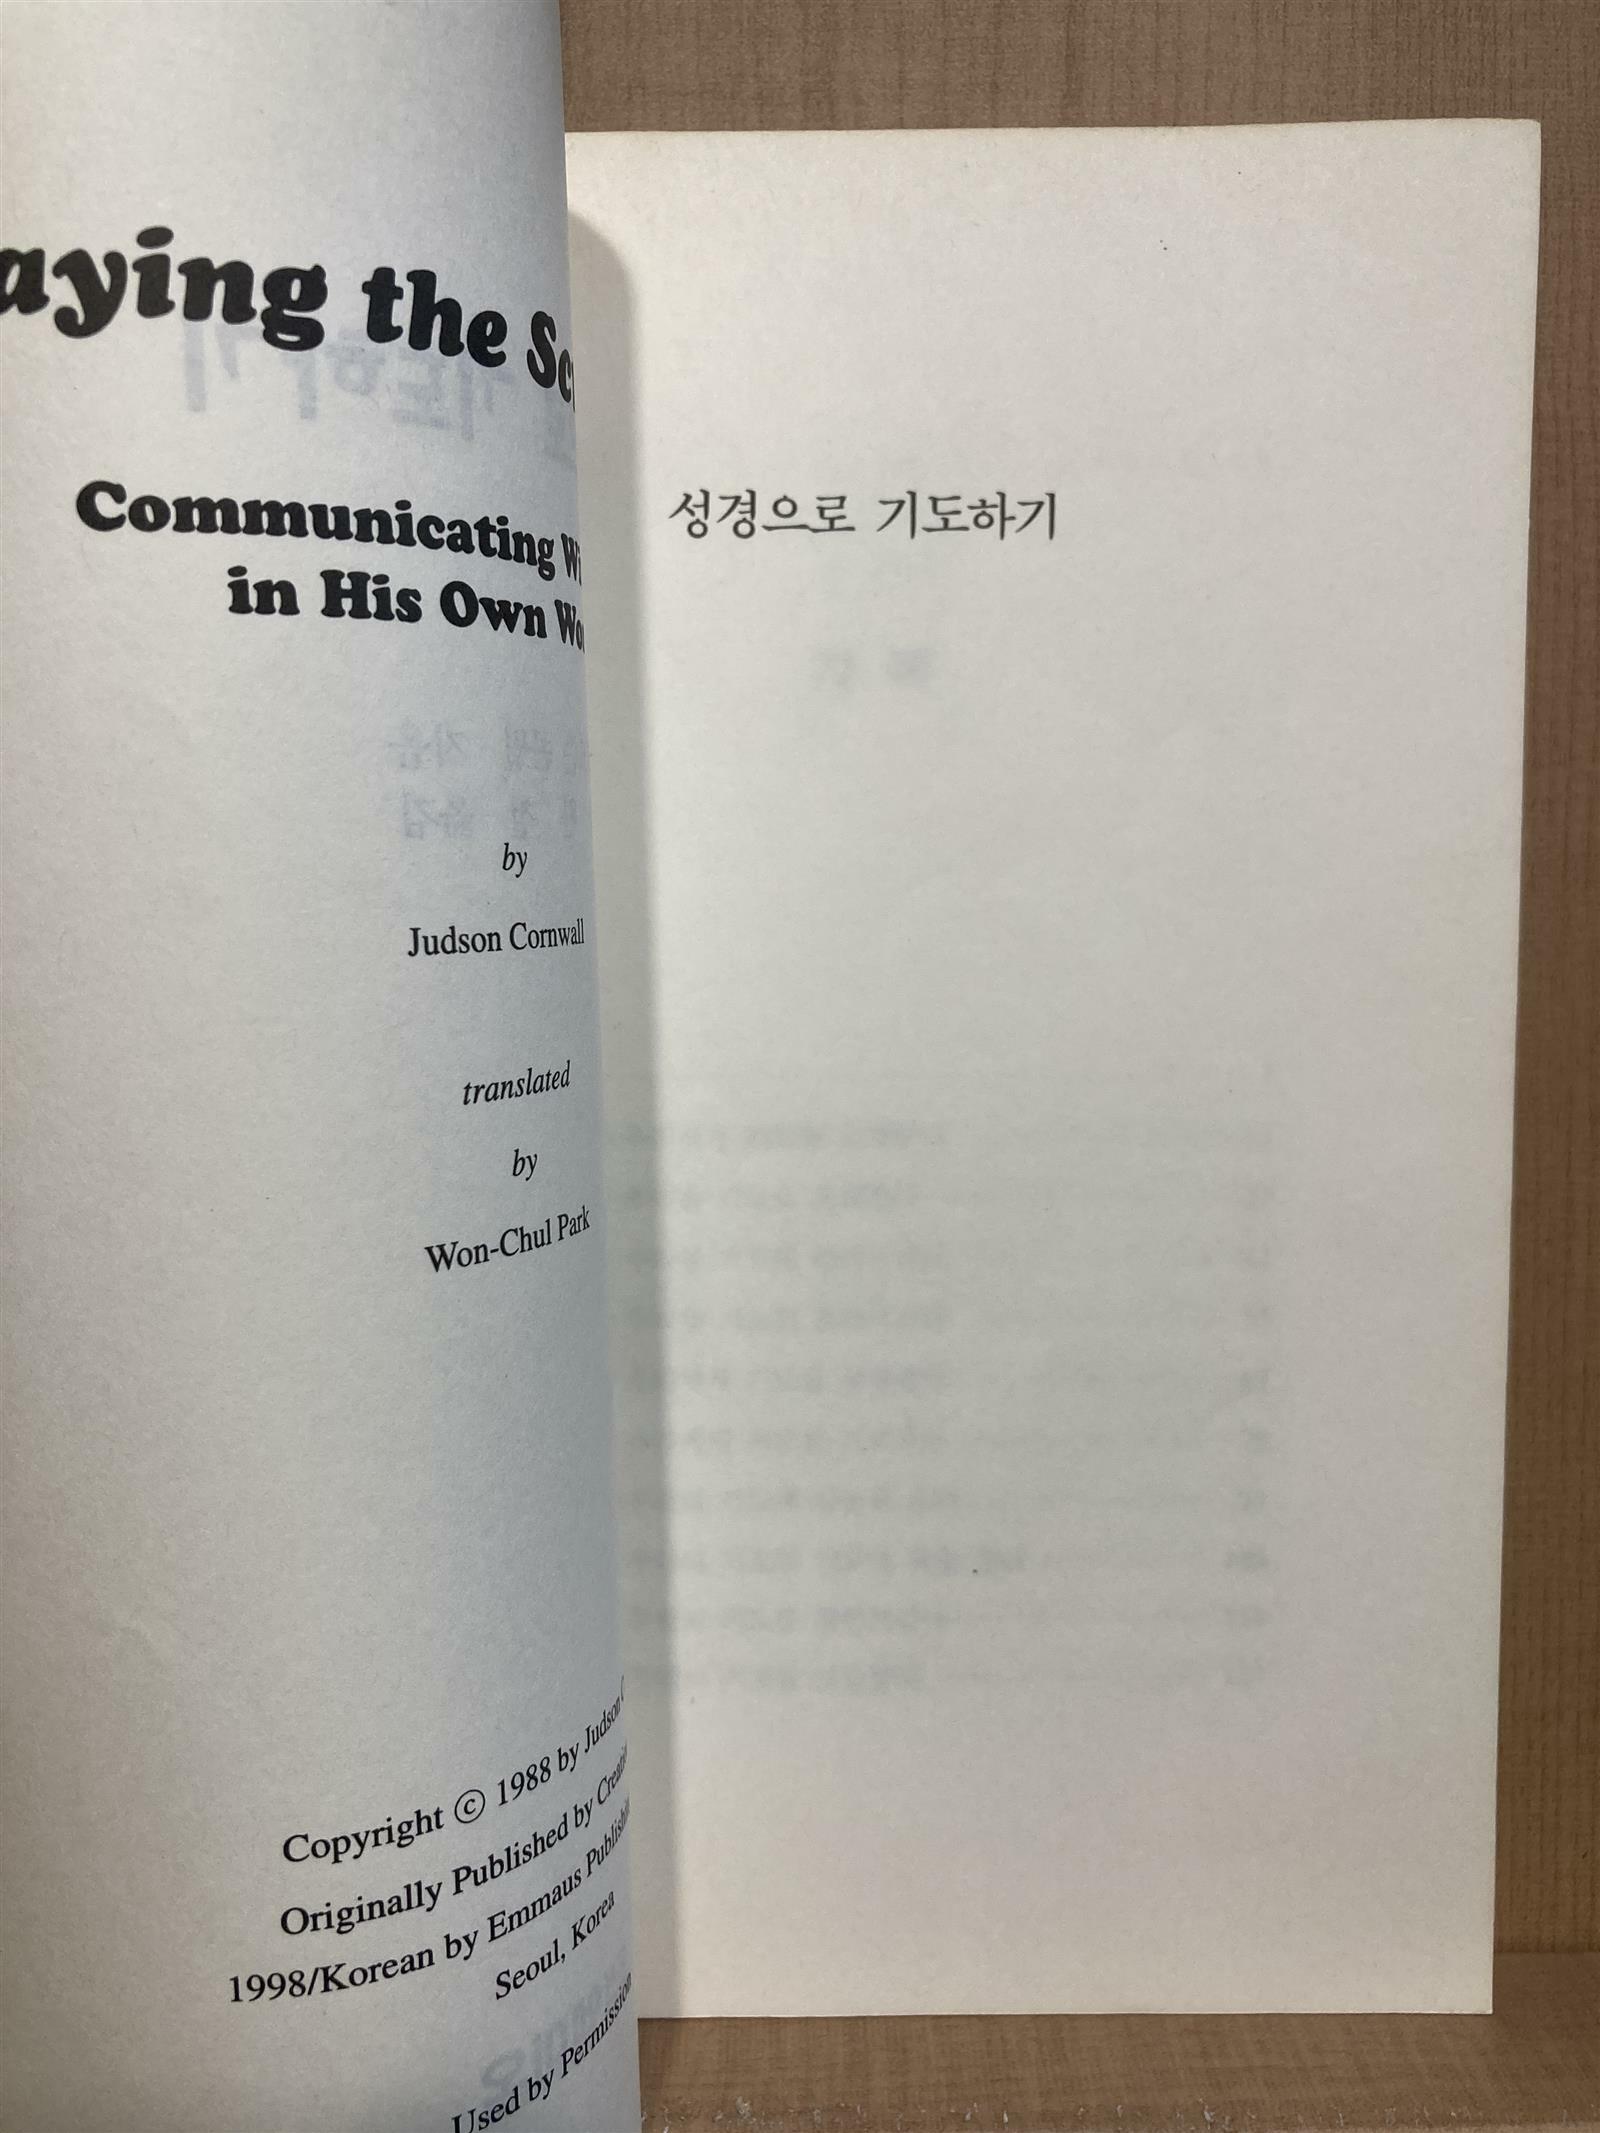 aying the Sc
Communicating Wi
in His Own Wo
by
Judson Cornwall
translated
by
Won-Chul Park
Copyright © 1988 by Judson C
Originally Published by Creati
1998/Korean by Emmaus Publishi
Seoul, Korea
Used by Permission
성경으로 기도하기